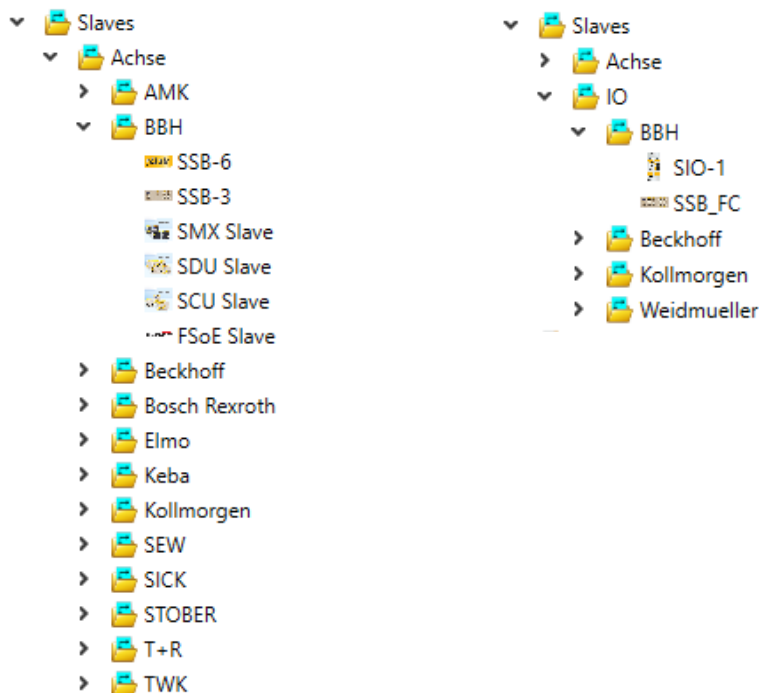 Slaves
Achse
AMK
BBH
SSB-6
SSB-3
SMX Slave
SDU Slave
SCU Slave
FSoE Slave
Beckhoff
Bosch Rexroth
Elmo
Keba
Kollmorgen
SEW
SICK
STOBER
T+R
TWK
Slaves
Achse
IO
BBH
SIO-1
SSB_FC
Beckhoff
Kollmorgen
Weidmueller